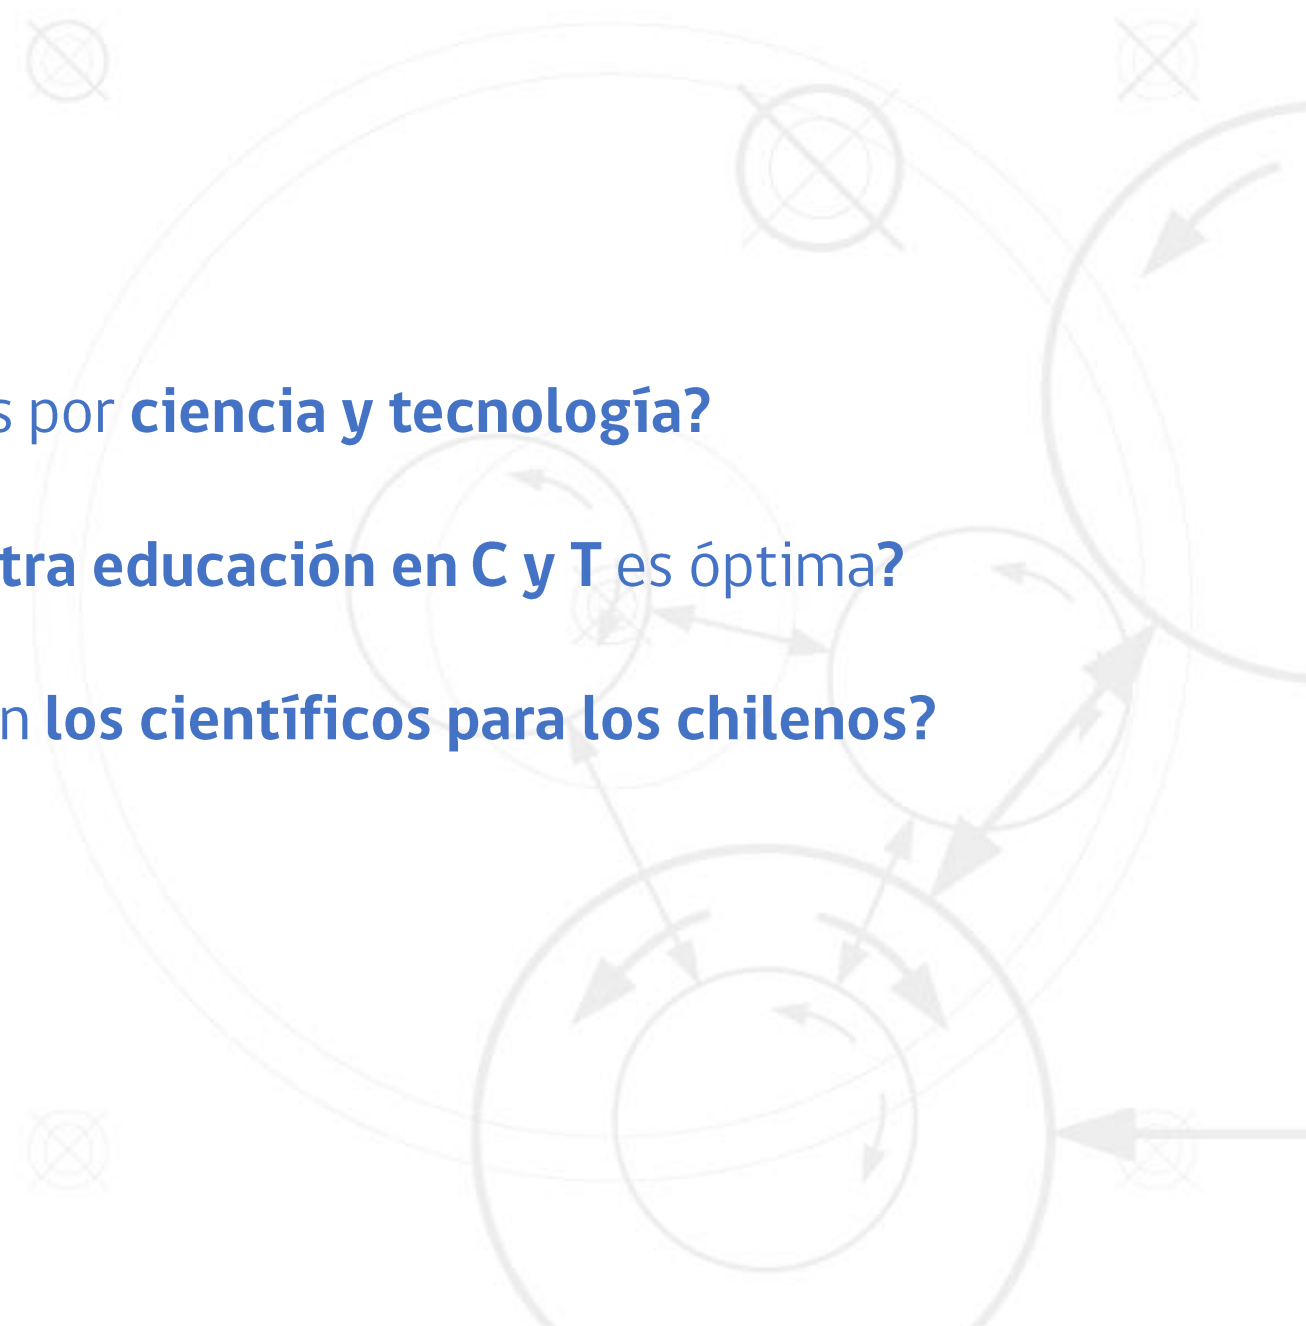 s por ciencia y tecnología?
tra educación en C y T es óptima?
n los científicos para los chilenos?